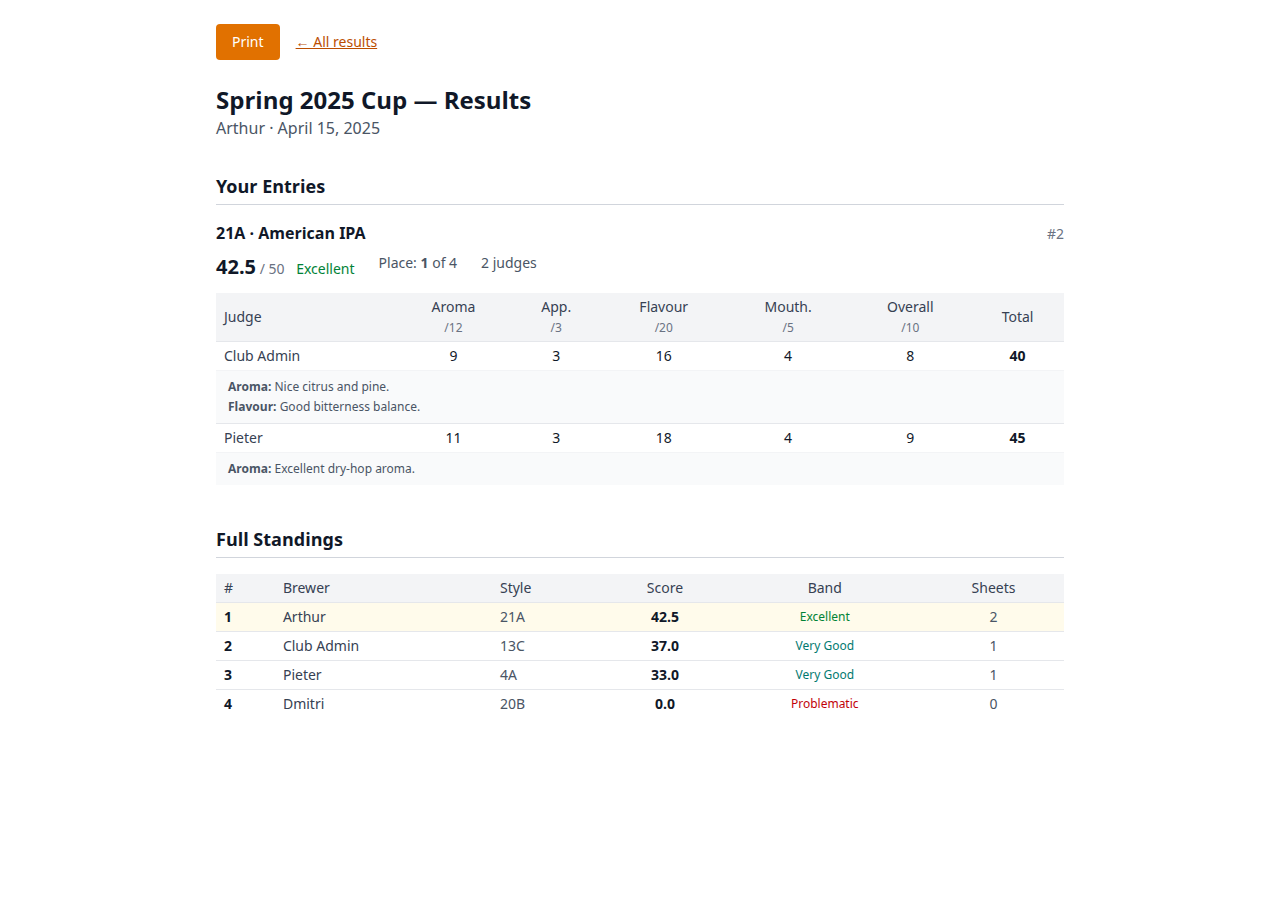 Print ← All results
Spring 2025 Cup — Results
Arthur · April 15, 2025
Your Entries
21A · American IPA #2
42.5 / 50 Excellent Place: 1 of 4 2 judges
Judge Aroma /12 App. /3 Flavour /20 Mouth. /5 Overall /10 Total
Club Admin 9 3 16 4 8 40
Aroma: Nice citrus and pine.
Flavour: Good bitterness balance.
Pieter 11 3 18 4 9 45
Aroma: Excellent dry-hop aroma.
Full Standings
# Brewer Style Score Band Sheets
1 Arthur 21A 42.5 Excellent 2
2 Club Admin 13C 37.0 Very Good 1
3 Pieter 4A 33.0 Very Good 1
4 Dmitri 20B 0.0 Problematic 0